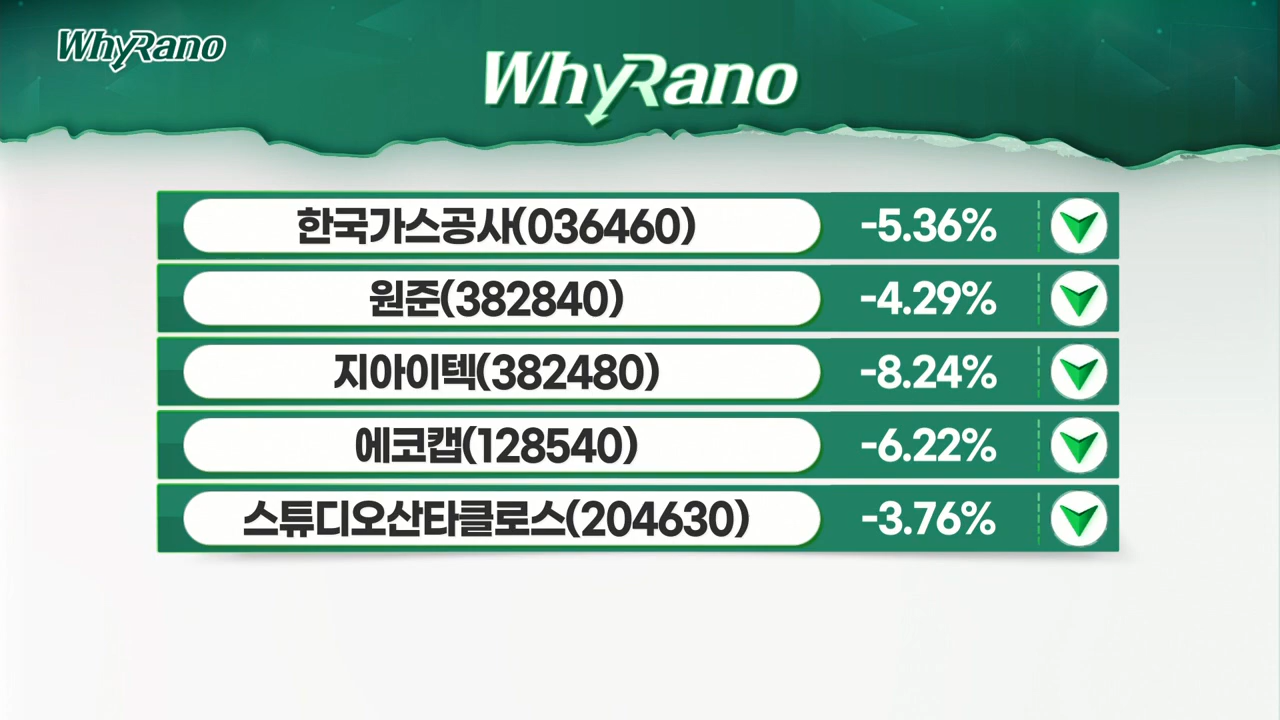 WhyRano
WhyRano
한국가스공사(036460) -5.36%
원준(382840) -4.29%
지아이텍(382480) -8.24%
에코캡(128540) -6.22%
스튜디오산타클로스(204630) -3.76%